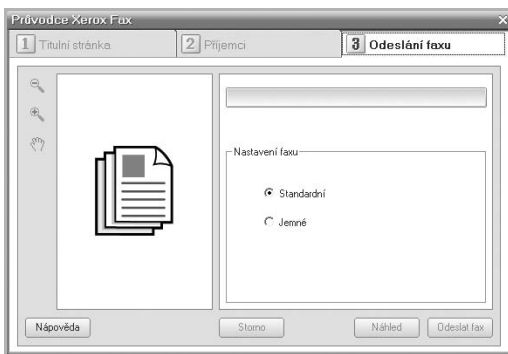 Průvodce Xerox Fax
1 Titulní stránka
2 Příjemci
3 Odeslání faxu
Nastavení faxu
Standardní
Jemné
Nápověda
Storno
Náhled
Odeslat fax